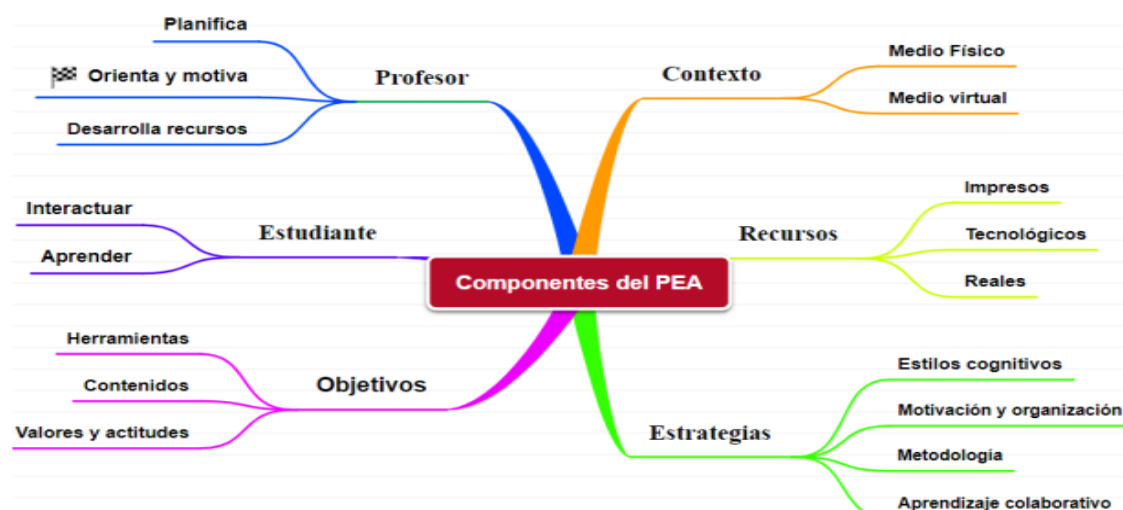 Planifica
Orienta y motiva
Desarrolla recursos
Profesor
Contexto
Medio Físico
Medio virtual
Interactuar
Aprender
Estudiante
Recursos
Impresos
Tecnológicos
Reales
Componentes del PEA
Herramientas
Contenidos
Valores y actitudes
Objetivos
Estrategias
Estilos cognitivos
Motivación y organización
Metodología
Aprendizaje colaborativo